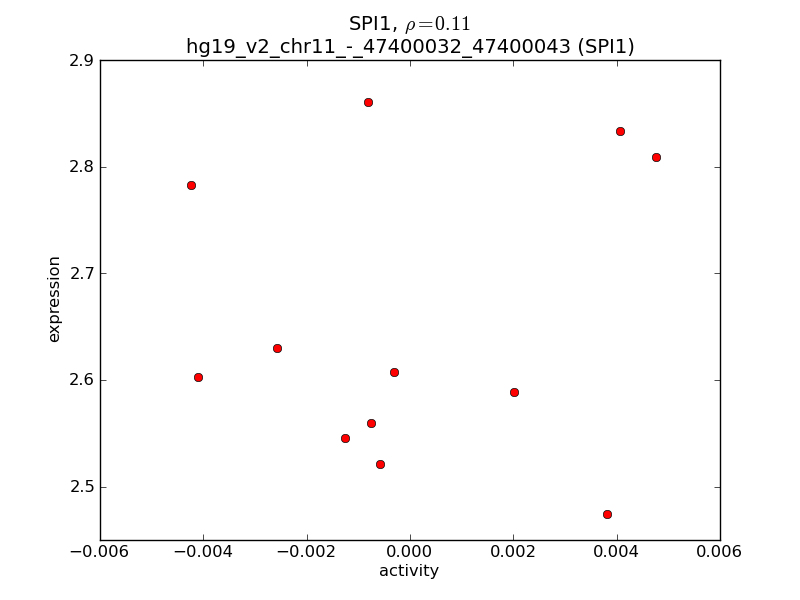 SPI1, ρ=0.11
hg19_v2_chr11_-_47400032_47400043 (SPI1)
2.9
2.8
2.7
2.6
2.5
expression
−0.006 −0.004 −0.002 0.000 0.002 0.004 0.006
activity